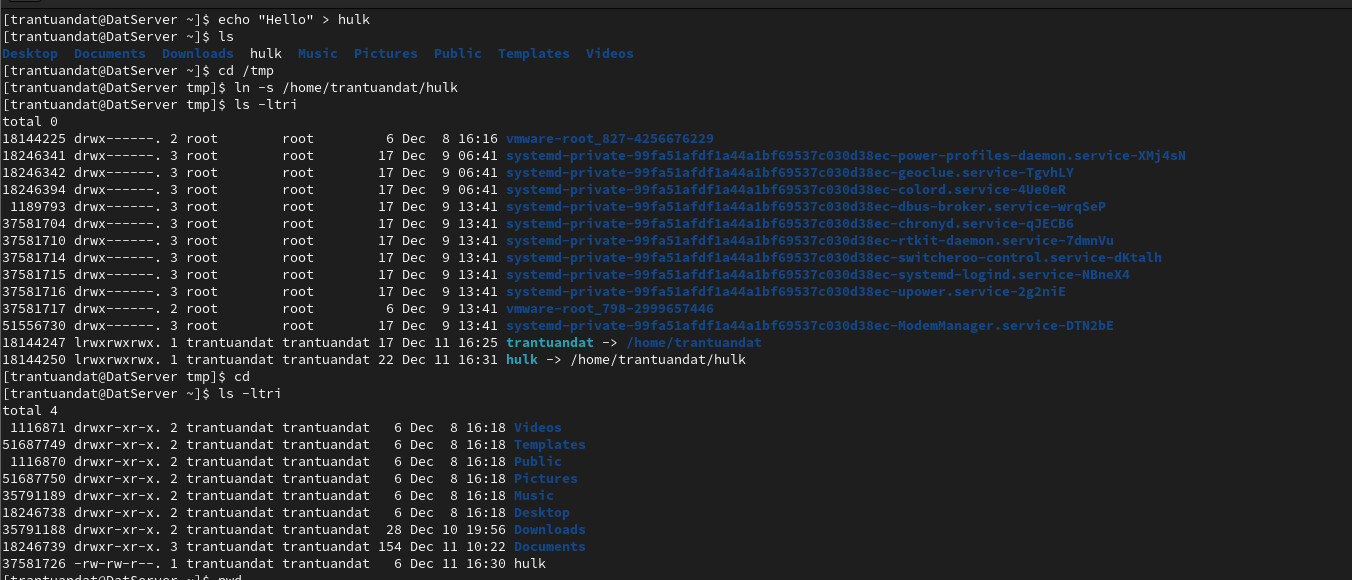 [trantuandat@DatServer ~]$ echo "Hello" > hulk
[trantuandat@DatServer ~]$ ls
Desktop  Documents  Downloads  hulk  Music  Pictures  Public  Templates  Videos
[trantuandat@DatServer ~]$ cd /tmp
[trantuandat@DatServer tmp]$ ln -s /home/trantuandat/hulk
[trantuandat@DatServer tmp]$ ls -ltri
total 0
18144225 drwx------. 2 root        root         6 Dec  8 16:16 vmware-root_827-4256676229
18246341 drwx------. 3 root        root        17 Dec  9 06:41 systemd-private-99fa51afdf1a44a1bf69537c030d38ec-power-profiles-daemon.service-XMj4sN
18246342 drwx------. 3 root        root        17 Dec  9 06:41 systemd-private-99fa51afdf1a44a1bf69537c030d38ec-geoclue.service-TgvhLY
18246394 drwx------. 3 root        root        17 Dec  9 06:41 systemd-private-99fa51afdf1a44a1bf69537c030d38ec-colord.service-4Ue0eR
 1189793 drwx------. 3 root        root        17 Dec  9 13:41 systemd-private-99fa51afdf1a44a1bf69537c030d38ec-dbus-broker.service-wrqSeP
37581704 drwx------. 3 root        root        17 Dec  9 13:41 systemd-private-99fa51afdf1a44a1bf69537c030d38ec-chronyd.service-qJECB6
37581710 drwx------. 3 root        root        17 Dec  9 13:41 systemd-private-99fa51afdf1a44a1bf69537c030d38ec-rtkit-daemon.service-7dmnVu
37581714 drwx------. 3 root        root        17 Dec  9 13:41 systemd-private-99fa51afdf1a44a1bf69537c030d38ec-switcheroo-control.service-dKtalh
37581715 drwx------. 3 root        root        17 Dec  9 13:41 systemd-private-99fa51afdf1a44a1bf69537c030d38ec-systemd-logind.service-NBneX4
37581716 drwx------. 3 root        root        17 Dec  9 13:41 systemd-private-99fa51afdf1a44a1bf69537c030d38ec-upower.service-2g2niE
37581717 drwx------. 2 root        root         6 Dec  9 13:41 vmware-root_798-2999657446
51556730 drwx------. 3 root        root        17 Dec  9 13:41 systemd-private-99fa51afdf1a44a1bf69537c030d38ec-ModemManager.service-DTN2bE
18144247 lrwxrwxrwx. 1 trantuandat trantuandat 17 Dec 11 16:25 trantuandat -> /home/trantuandat
18144250 lrwxrwxrwx. 1 trantuandat trantuandat 22 Dec 11 16:31 hulk -> /home/trantuandat/hulk
[trantuandat@DatServer tmp]$ cd
[trantuandat@DatServer ~]$ ls -ltri
total 4
 1116871 drwxr-xr-x. 2 trantuandat trantuandat   6 Dec  8 16:18 Videos
51687749 drwxr-xr-x. 2 trantuandat trantuandat   6 Dec  8 16:18 Templates
 1116870 drwxr-xr-x. 2 trantuandat trantuandat   6 Dec  8 16:18 Public
51687750 drwxr-xr-x. 2 trantuandat trantuandat   6 Dec  8 16:18 Pictures
35791189 drwxr-xr-x. 2 trantuandat trantuandat   6 Dec  8 16:18 Music
18246738 drwxr-xr-x. 2 trantuandat trantuandat   6 Dec  8 16:18 Desktop
35791188 drwxr-xr-x. 2 trantuandat trantuandat  28 Dec 10 19:56 Downloads
18246739 drwxr-xr-x. 3 trantuandat trantuandat 154 Dec 11 10:22 Documents
37581726 -rw-rw-r--. 1 trantuandat trantuandat   6 Dec 11 16:30 hulk
[trantuandat@DatServer ~]$ pwd